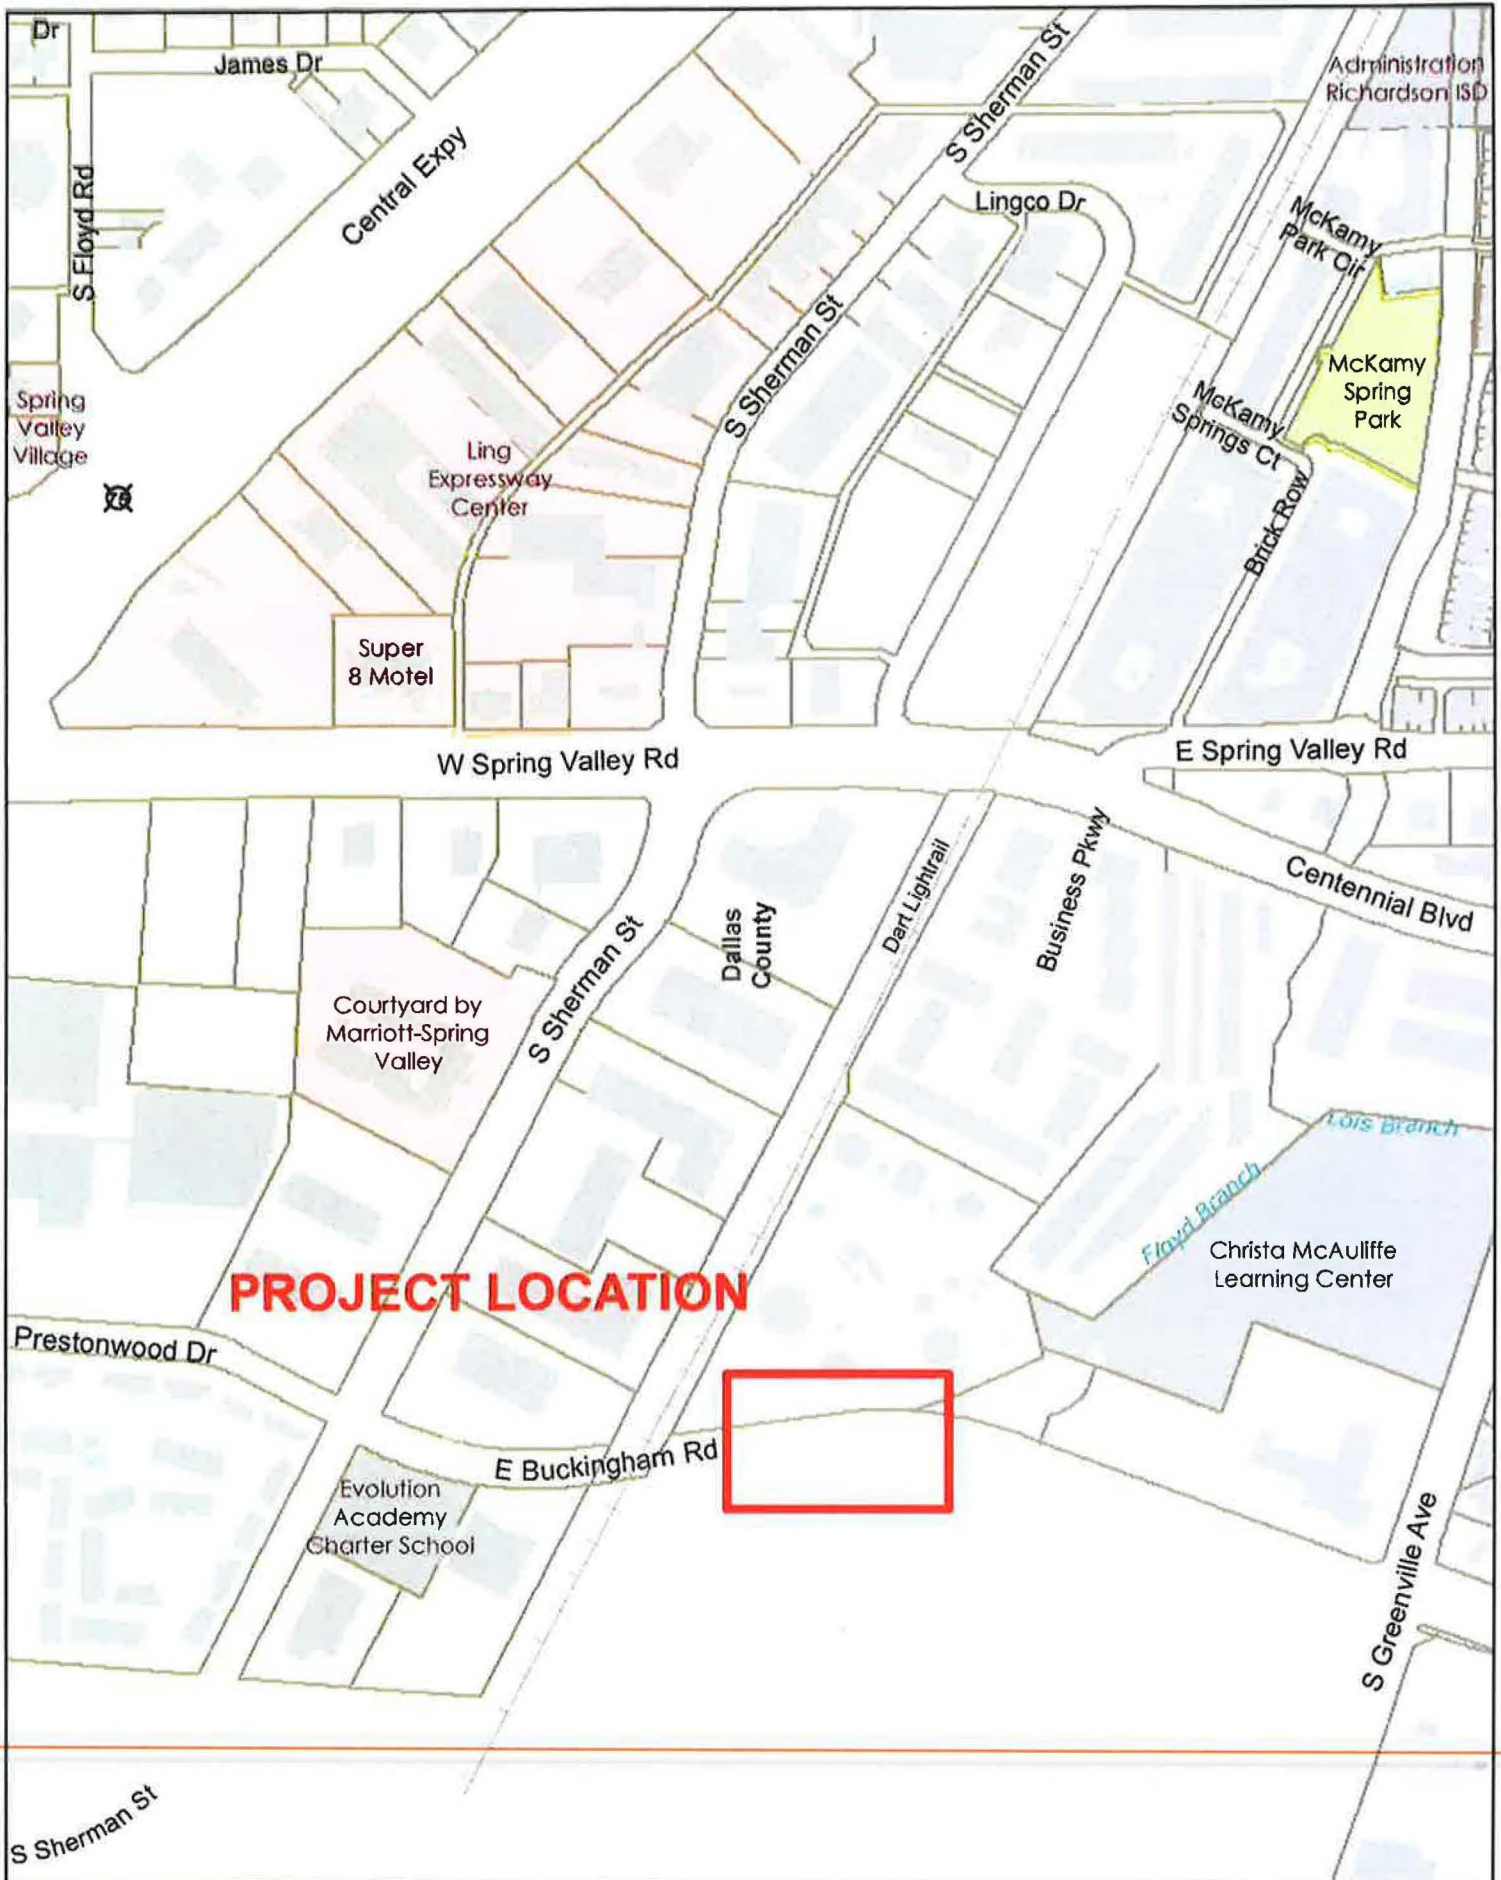 Dr
James Dr
S Sherman St
Administration
Richardson ISD
Central Expy
S Floyd Rd
Lingco Dr
McKamy
Park Cir
S Sherman St
McKamy
Spring
Park
Spring
Valley
Village
McKamy
Springs Ct
Ling
Expressway
Center
75
Brick Row
Super
8 Motel
W Spring Valley Rd
E Spring Valley Rd
Business Pkwy
Dart Lightrail
Centennial Blvd
Dallas
County
S Sherman St
Courtyard by
Marriott-Spring
Valley
Lois Branch
Floyd Branch
Christa McAuliffe
Learning Center
PROJECT LOCATION
Prestonwood Dr
E Buckingham Rd
Evolution
Academy
Charter School
S Greenville Ave
S Sherman St